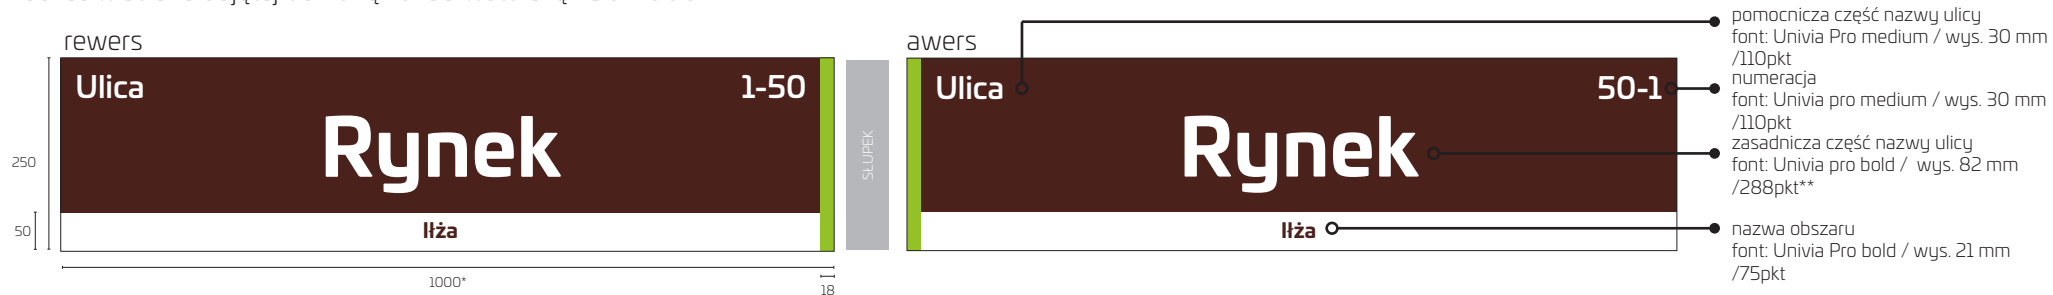 rewers
Ulica
1-50
Rynek
Iłża
250
50
1000*
18
SŁUPEK
awers
Ulica
50-1
Rynek
Iłża
pomocnicza część nazwy ulicy
font: Univia Pro medium / wys. 30 mm
/110pkt
numeracja
font: Univia pro medium / wys. 30 mm
/110pkt
zasadnicza część nazwy ulicy
font: Univia pro bold / wys. 82 mm
/288pkt**
nazwa obszaru
font: Univia Pro bold / wys. 21 mm
/75pkt